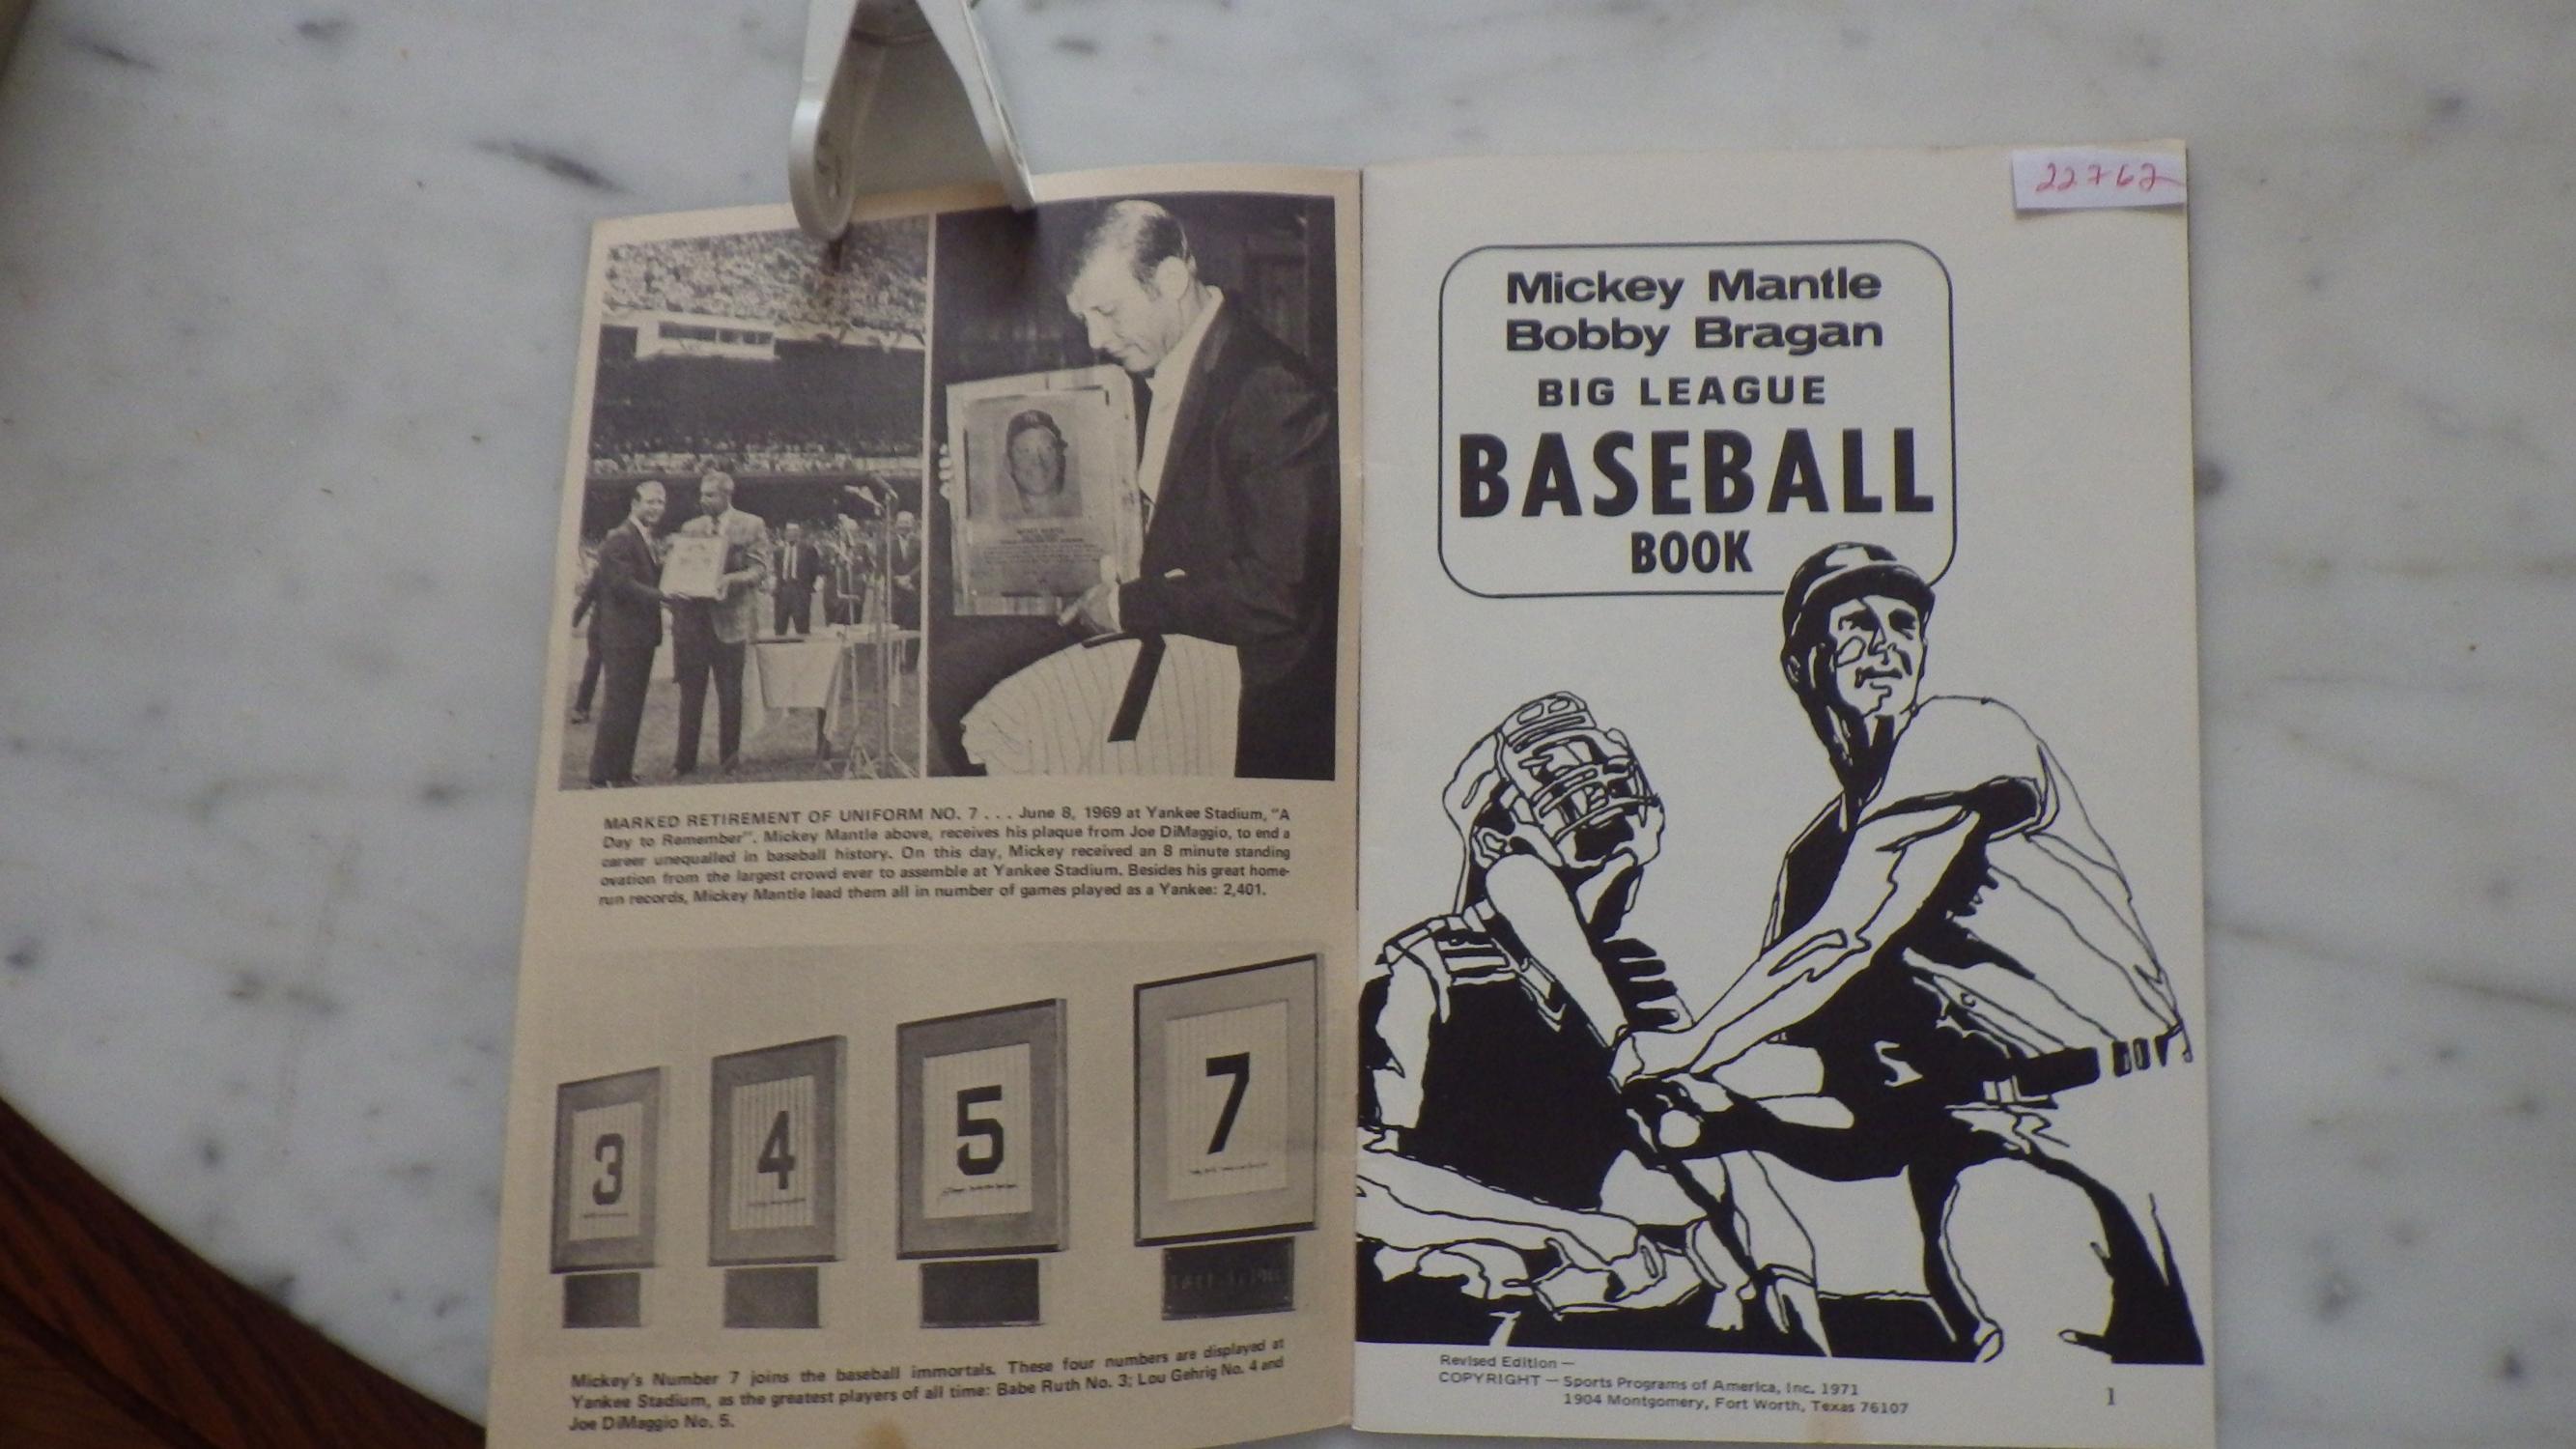 MARKED RETIREMENT OF UNIFORM NO. 7 . . . June 8, 1969 at Yankee Stadium, "A
Day to Remember". Mickey Mantle above, receives his plaque from Joe DiMaggio, to end a
career unequalled in baseball history. On this day, Mickey received an 8 minute standing
ovation from the largest crowd ever to assemble at Yankee Stadium. Besides his great home-
run records, Mickey Mantle lead them all in number of games played as a Yankee: 2,401.
3
4
5
7
Mickey's Number 7 joins the baseball immortals. These four numbers are displayed at
Yankee Stadium, as the greatest players of all time: Babe Ruth No. 3; Lou Gehrig No. 4 and
Joe DiMaggio No. 5.
22762
Mickey Mantle
Bobby Bragan
BIG LEAGUE
BASEBALL
BOOK
Revised Edition —
COPYRIGHT — Sports Programs of America, Inc. 1971
1904 Montgomery, Fort Worth, Texas 76107
1